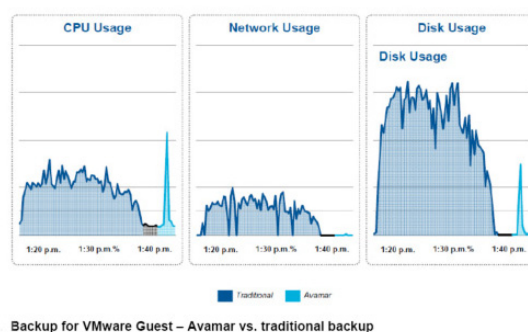 CPU Usage
Network Usage
Disk Usage
Disk Usage
1:20 p.m. 1:30 p.m.% 1:40 p.m.
1:20 p.m. 1:30 p.m.% 1:40 p.m.
1:20 p.m. 1:30 p.m.% 1:40 p.m.
Traditional Avamar
Backup for VMware Guest – Avamar vs. traditional backup